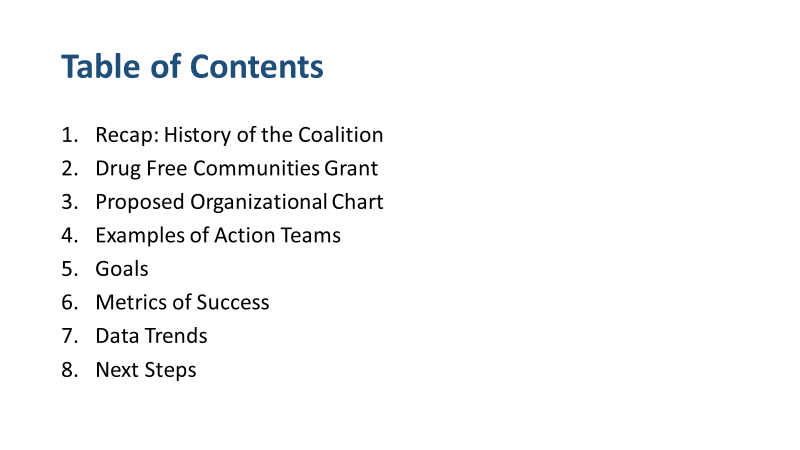 Table of Contents
1. Recap: History of the Coalition
2. Drug Free Communities Grant
3. Proposed Organizational Chart
4. Examples of Action Teams
5. Goals
6. Metrics of Success
7. Data Trends
8. Next Steps